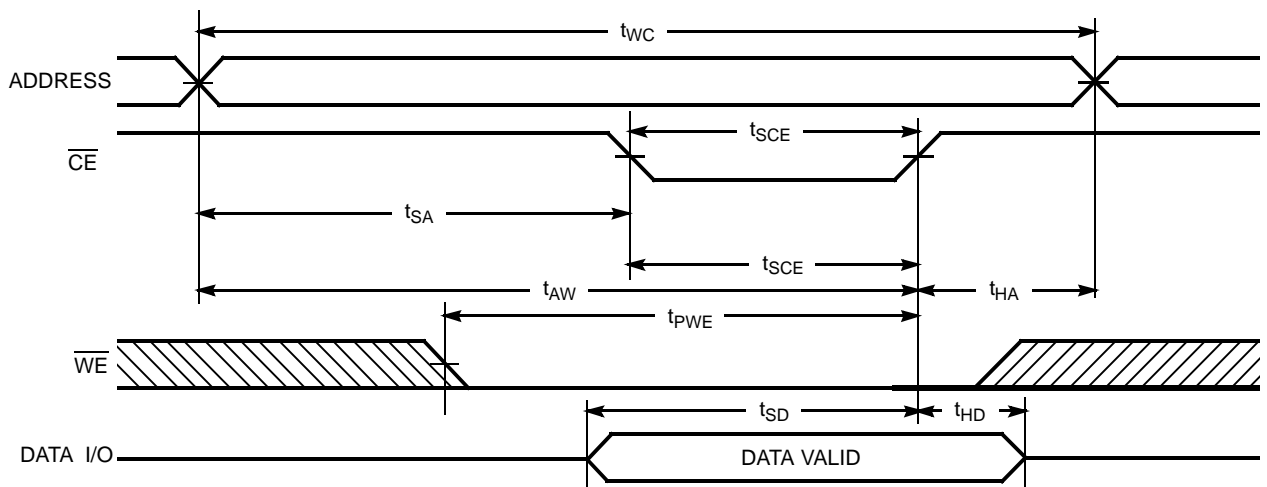 tWC
ADDRESS
tSCE
CE
tSA
tSCE
tAW
tHA
tPWE
WE
tSD
tHD
DATA I/O
DATA VALID